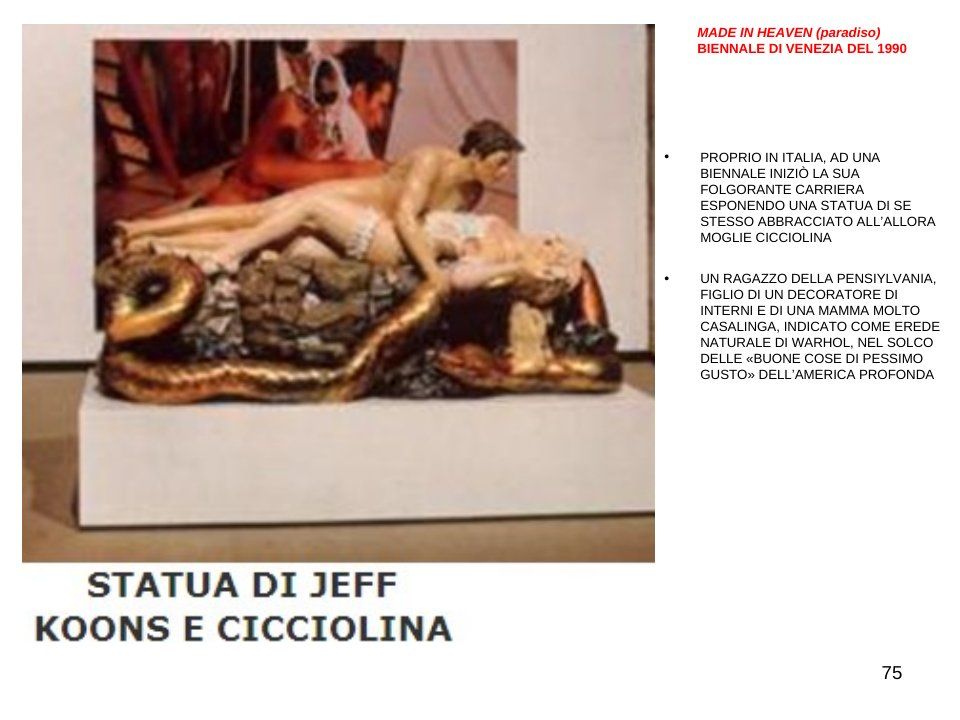 MADE IN HEAVEN (paradiso)
BIENNALE DI VENEZIA DEL 1990
• PROPRIO IN ITALIA, AD UNA
BIENNALE INIZIÒ LA SUA
FOLGORANTE CARRIERA
ESPONENDO UNA STATUA DI SE
STESSO ABBRACCIATO ALL'ALLORA
MOGLIE CICCIOLINA
• UN RAGAZZO DELLA PENSIYLVANIA,
FIGLIO DI UN DECORATORE DI
INTERNI E DI UNA MAMMA MOLTO
CASALINGA, INDICATO COME EREDE
NATURALE DI WARHOL, NEL SOLCO
DELLE «BUONE COSE DI PESSIMO
GUSTO» DELL'AMERICA PROFONDA
STATUA DI JEFF
KOONS E CICCIOLINA
75